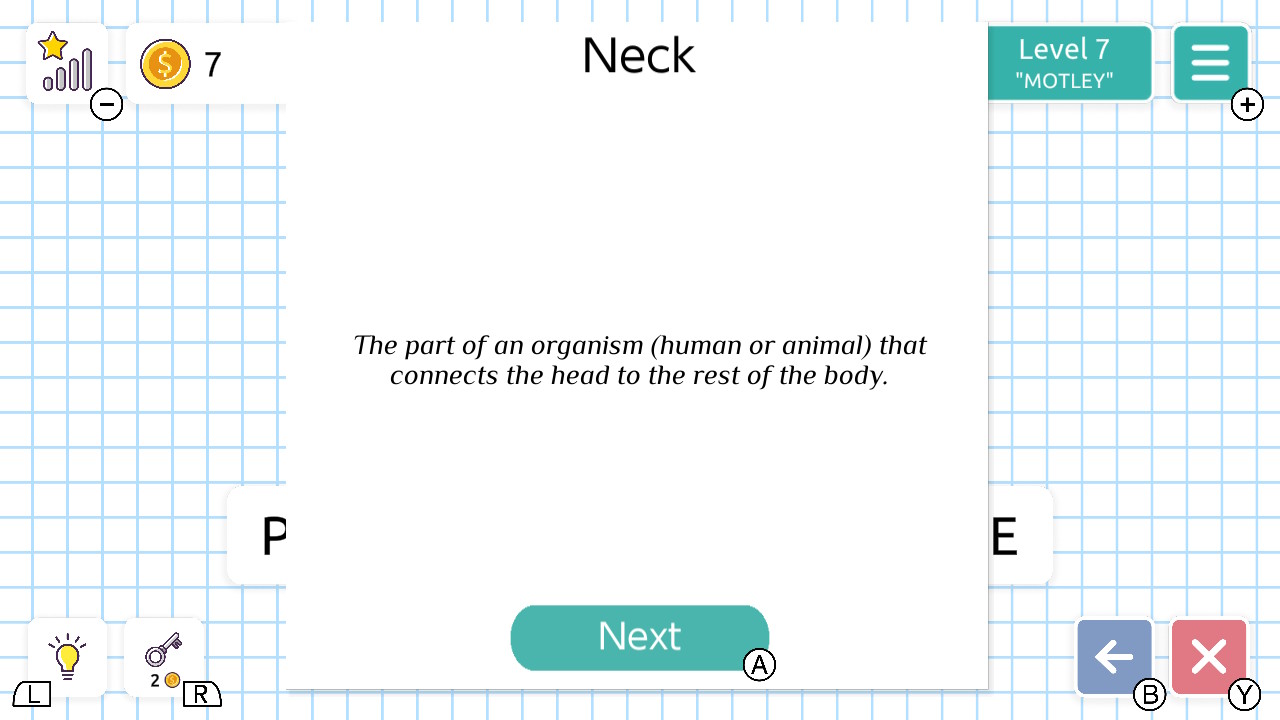 7
Neck
Level 7
"MOTLEY"
−
+
The part of an organism (human or animal) that
connects the head to the rest of the body.
P
E
Next
A
2
L
R
B
Y